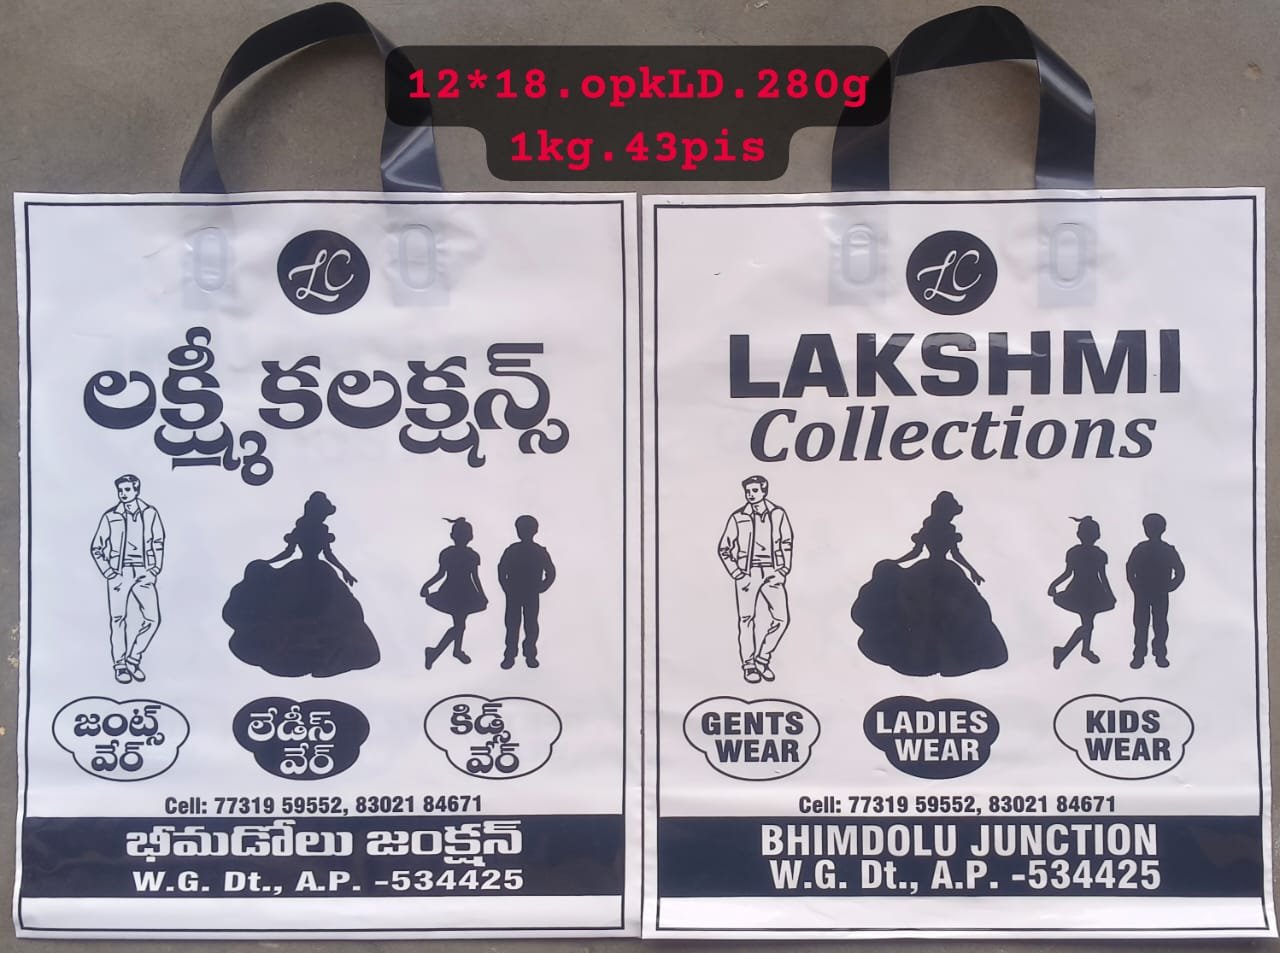 12*18.opkLD.280g
1kg.43pis
LC
లక్ష్మీ కలక్షన్స్
జంట్స్
వేర్
లేడీస్
వేర్
కిడ్స్
వేర్
Cell: 77319 59552, 83021 84671
భీమడోలు జంక్షన్
W.G. Dt., A.P. -534425
LC
LAKSHMI
Collections
GENTS
WEAR
LADIES
WEAR
KIDS
WEAR
Cell: 77319 59552, 83021 84671
BHIMDOLU JUNCTION
W.G. Dt., A.P. -534425